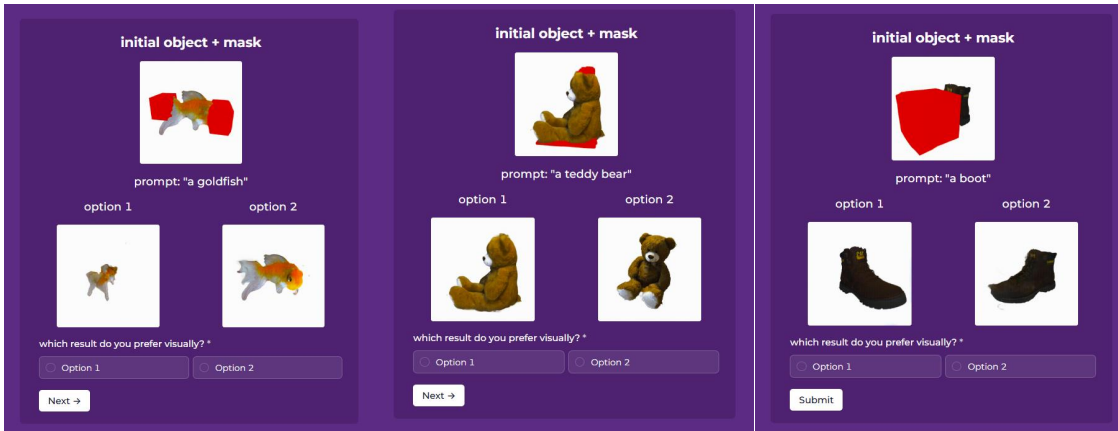 initial object + mask
prompt: "a goldfish"
option 1
option 2
which result do you prefer visually? *
Option 1
Option 2
Next →
initial object + mask
prompt: "a teddy bear"
option 1
option 2
which result do you prefer visually? *
Option 1
Option 2
Next →
initial object + mask
prompt: "a boot"
option 1
option 2
which result do you prefer visually? *
Option 1
Option 2
Submit